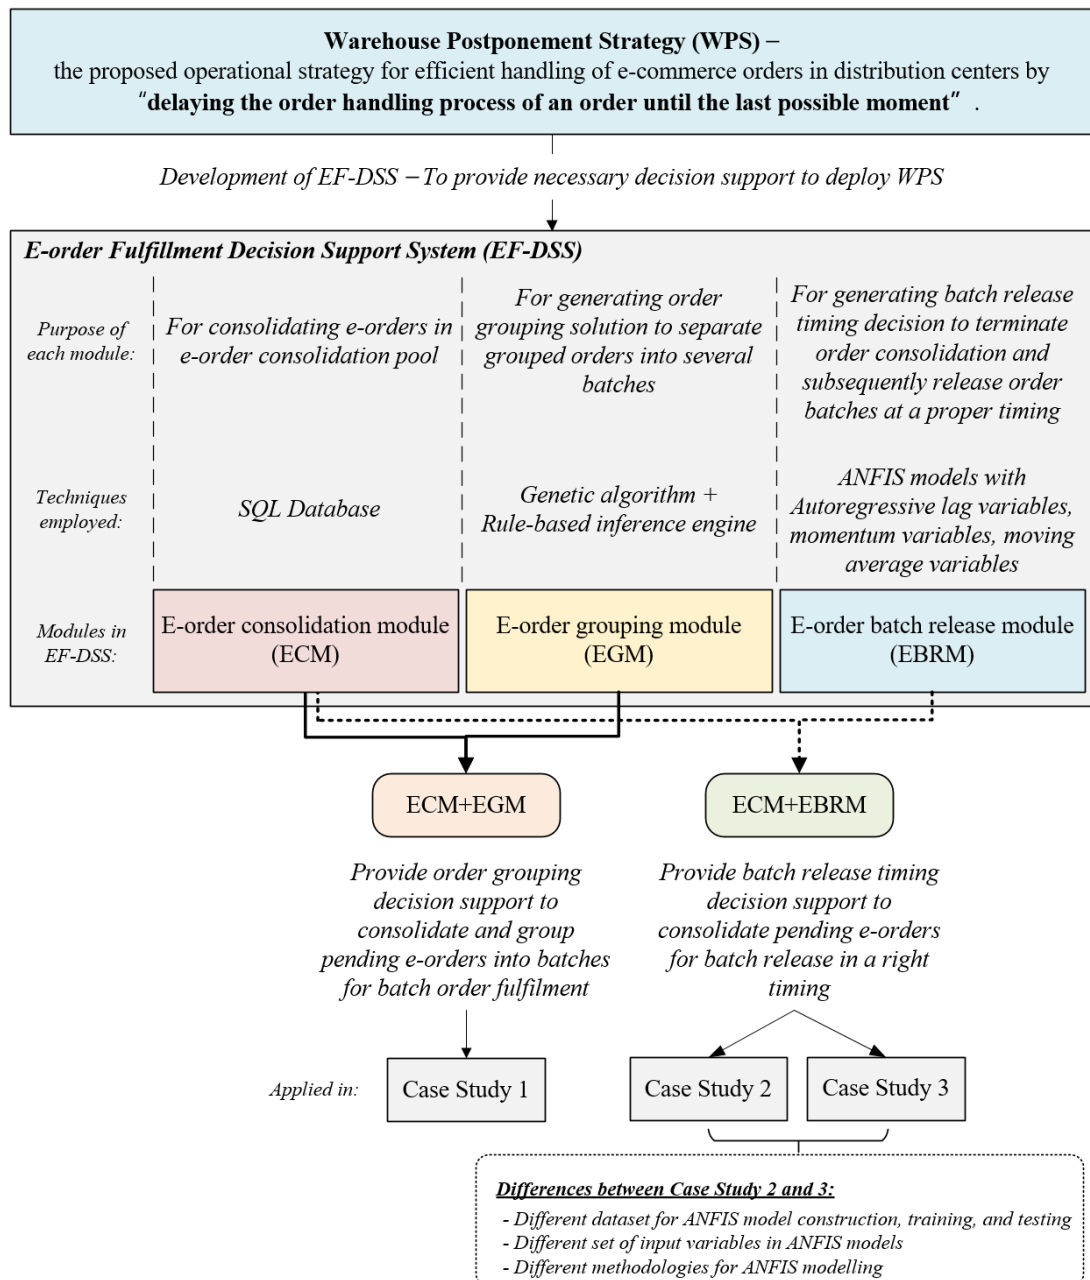 Warehouse Postponement Strategy (WPS) –
the proposed operational strategy for efficient handling of e-commerce orders in distribution centers by
"delaying the order handling process of an order until the last possible moment" .
Development of EF-DSS – To provide necessary decision support to deploy WPS
E-order Fulfillment Decision Support System (EF-DSS)
Purpose of
each module:
For consolidating e-orders in
e-order consolidation pool
For generating order
grouping solution to separate
grouped orders into several
batches
For generating batch release
timing decision to terminate
order consolidation and
subsequently release order
batches at a proper timing
Techniques
employed:
SQL Database
Genetic algorithm +
Rule-based inference engine
ANFIS models with
Autoregressive lag variables,
momentum variables, moving
average variables
Modules in
EF-DSS:
E-order consolidation module
(ECM)
E-order grouping module
(EGM)
E-order batch release module
(EBRM)
ECM+EGM
ECM+EBRM
Provide order grouping
decision support to
consolidate and group
pending e-orders into batches
for batch order fulfilment
Provide batch release timing
decision support to
consolidate pending e-orders
for batch release in a right
timing
Applied in:
Case Study 1
Case Study 2
Case Study 3
Differences between Case Study 2 and 3:
- Different dataset for ANFIS model construction, training, and testing
- Different set of input variables in ANFIS models
- Different methodologies for ANFIS modelling